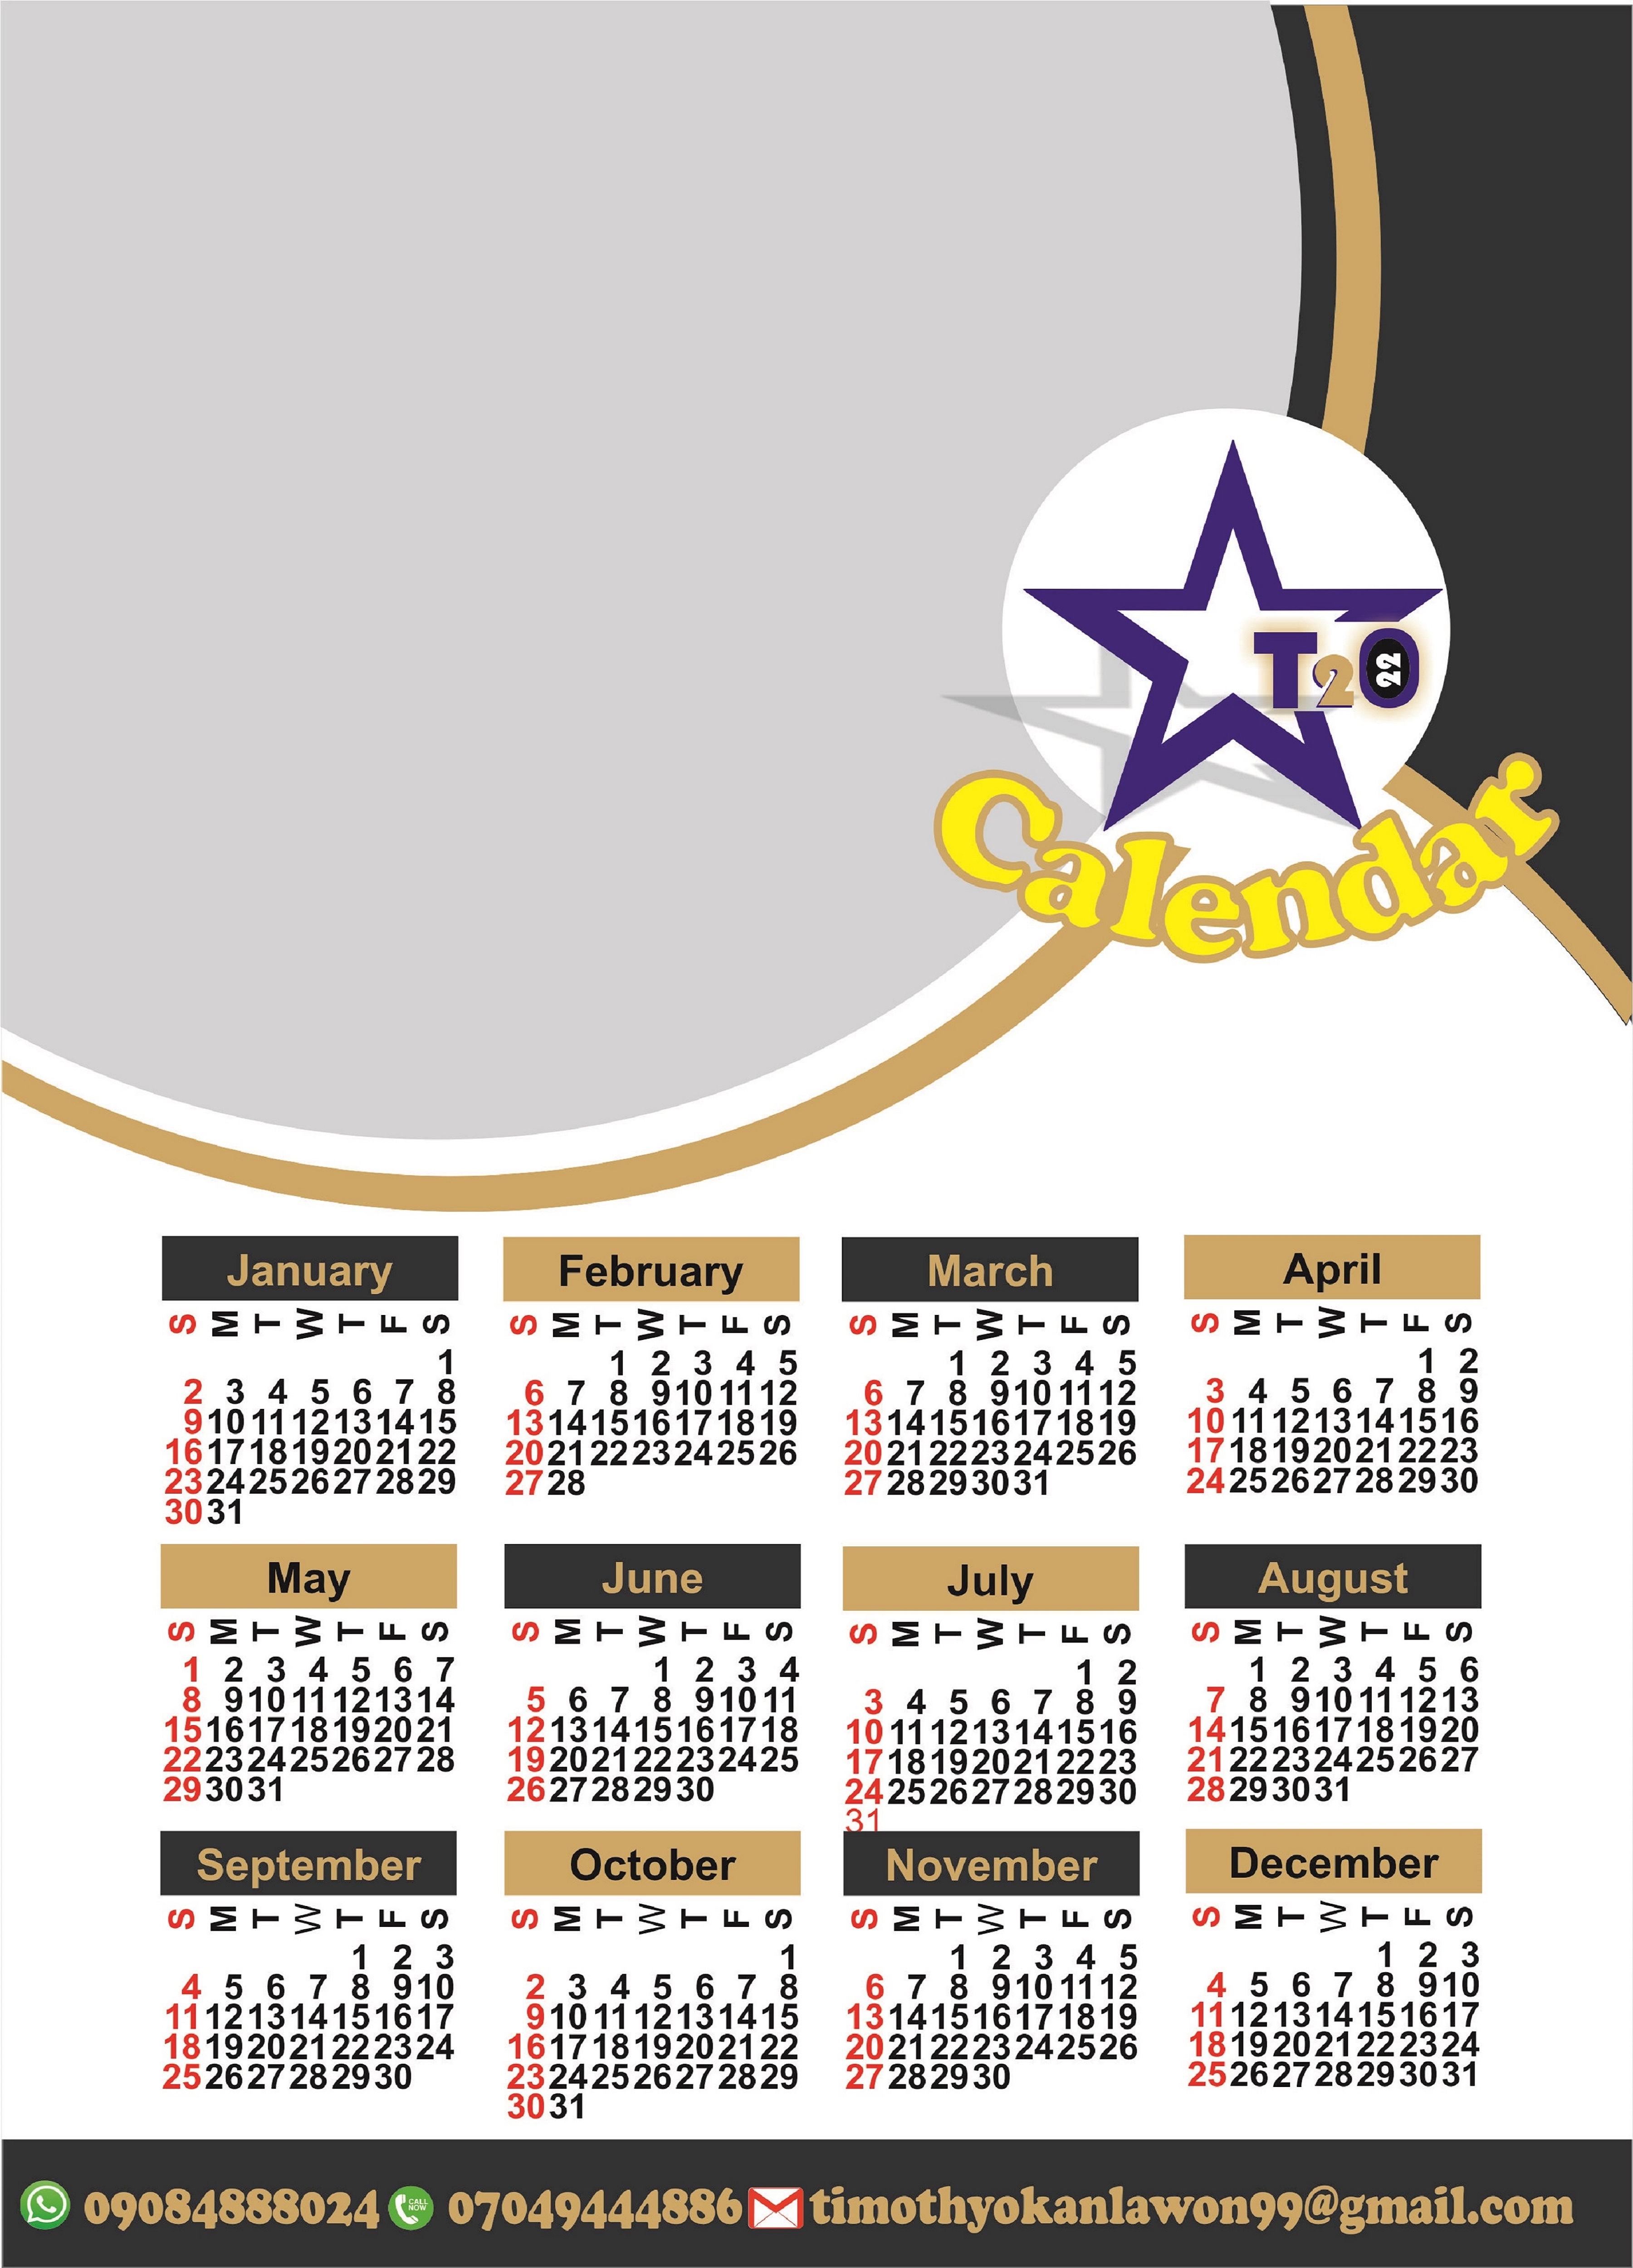 T20
22
Calendar
January February March April
S M T W T F S S M T W T F S S M T W T F S S M T W T F S
1 1 2 3 4 5 1 2 3 4 5 1 2
2 3 4 5 6 7 8 6 7 8 9 10 11 12 6 7 8 9 10 11 12 3 4 5 6 7 8 9
9 10 11 12 13 14 15 13 14 15 16 17 18 19 13 14 15 16 17 18 19 10 11 12 13 14 15 16
16 17 18 19 20 21 22 20 21 22 23 24 25 26 20 21 22 23 24 25 26 17 18 19 20 21 22 23
23 24 25 26 27 28 29 27 28 27 28 29 30 31 24 25 26 27 28 29 30
30 31
May June July August
S M T W T F S S M T W T F S S M T W T F S S M T W T F S
1 2 3 4 5 6 7 1 2 3 4 1 2 1 2 3 4 5 6
8 9 10 11 12 13 14 5 6 7 8 9 10 11 3 4 5 6 7 8 9 7 8 9 10 11 12 13
15 16 17 18 19 20 21 12 13 14 15 16 17 18 10 11 12 13 14 15 16 14 15 16 17 18 19 20
22 23 24 25 26 27 28 19 20 21 22 23 24 25 17 18 19 20 21 22 23 21 22 23 24 25 26 27
29 30 31 26 27 28 29 30 24 25 26 27 28 29 30 28 29 30 31
31
September October November December
S M T W T F S S M T W T F S S M T W T F S S M T W T F S
1 2 3 1 1 2 3 4 5 1 2 3
4 5 6 7 8 9 10 2 3 4 5 6 7 8 6 7 8 9 10 11 12 4 5 6 7 8 9 10
11 12 13 14 15 16 17 9 10 11 12 13 14 15 13 14 15 16 17 18 19 11 12 13 14 15 16 17
18 19 20 21 22 23 24 16 17 18 19 20 21 22 20 21 22 23 24 25 26 18 19 20 21 22 23 24
25 26 27 28 29 30 23 24 25 26 27 28 29 27 28 29 30 25 26 27 28 29 30 31
30 31
09084888024 CALL NOW 07049444886 timothyokanlawon99@gmail.com